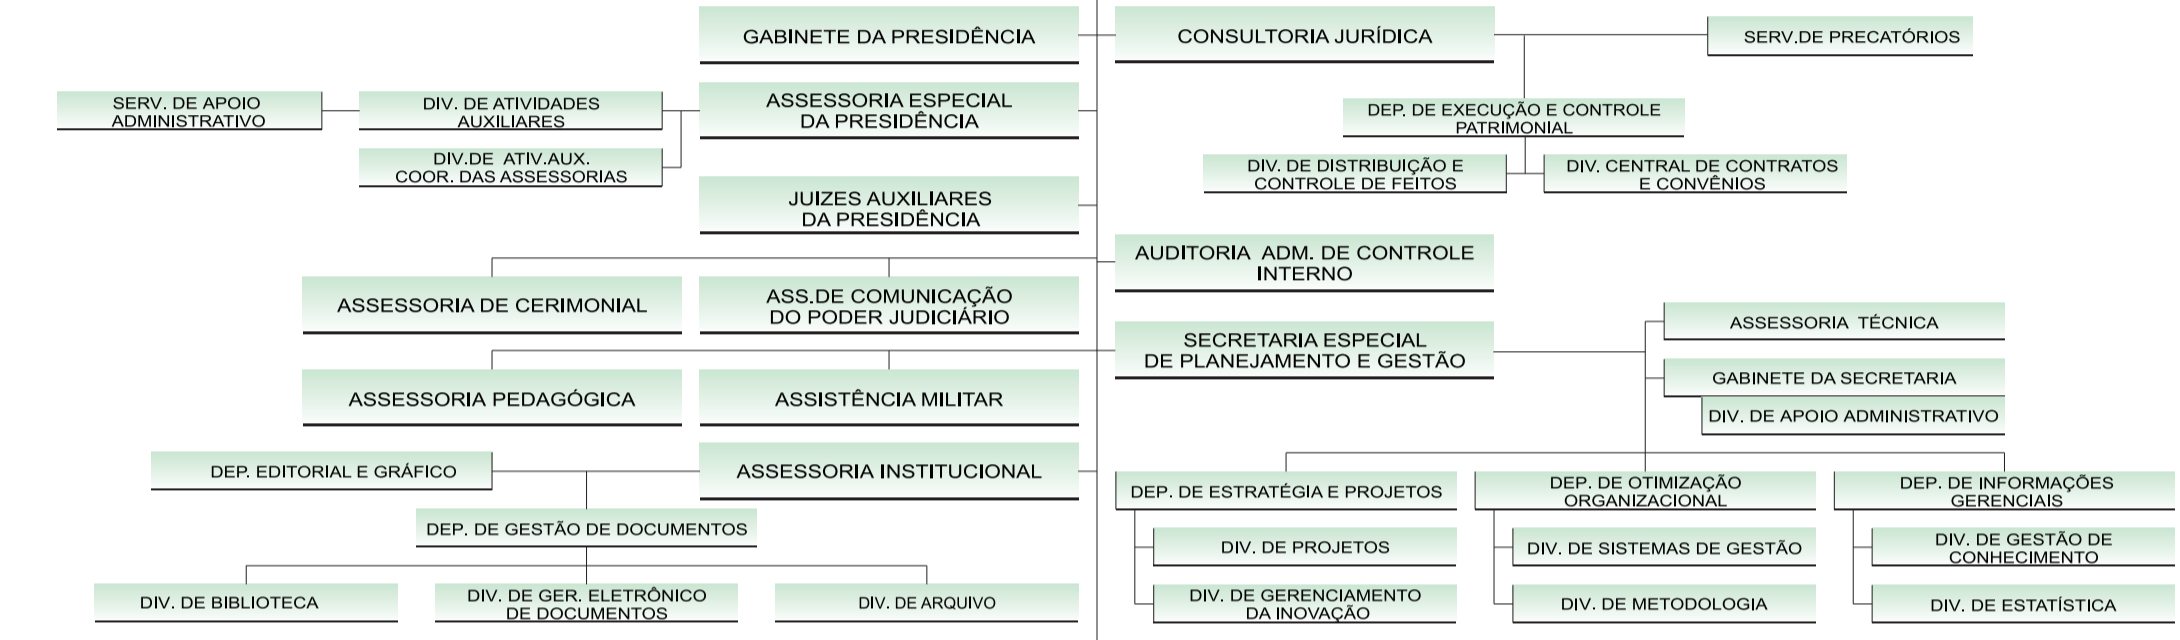 GABINETE DA PRESIDÊNCIA
CONSULTORIA JURÍDICA
SERV.DE PRECATÓRIOS
SERV. DE APOIO
ADMINISTRATIVO
DIV. DE ATIVIDADES
AUXILIARES
ASSESSORIA ESPECIAL
DA PRESIDÊNCIA
DEP. DE EXECUÇÃO E CONTROLE
PATRIMONIAL
DIV.DE ATIV.AUX.
COOR. DAS ASSESSORIAS
DIV. DE DISTRIBUIÇÃO E
CONTROLE DE FEITOS
DIV. CENTRAL DE CONTRATOS
E CONVÊNIOS
JUIZES AUXILIARES
DA PRESIDÊNCIA
AUDITORIA ADM. DE CONTROLE
INTERNO
ASSESSORIA DE CERIMONIAL
ASS.DE COMUNICAÇÃO
DO PODER JUDICIÁRIO
SECRETARIA ESPECIAL
DE PLANEJAMENTO E GESTÃO
ASSESSORIA TÉCNICA
GABINETE DA SECRETARIA
DIV. DE APOIO ADMINISTRATIVO
ASSESSORIA PEDAGÓGICA
ASSISTÊNCIA MILITAR
DEP. EDITORIAL E GRÁFICO
ASSESSORIA INSTITUCIONAL
DEP. DE GESTÃO DE DOCUMENTOS
DIV. DE BIBLIOTECA
DIV. DE GER. ELETRÔNICO
DE DOCUMENTOS
DIV. DE ARQUIVO
DEP. DE ESTRATÉGIA E PROJETOS
DIV. DE PROJETOS
DIV. DE GERENCIAMENTO
DA INOVAÇÃO
DEP. DE OTIMIZAÇÃO
ORGANIZACIONAL
DIV. DE SISTEMAS DE GESTÃO
DIV. DE METODOLOGIA
DEP. DE INFORMAÇÕES
GERENCIAIS
DIV. DE GESTÃO DE
CONHECIMENTO
DIV. DE ESTATÍSTICA